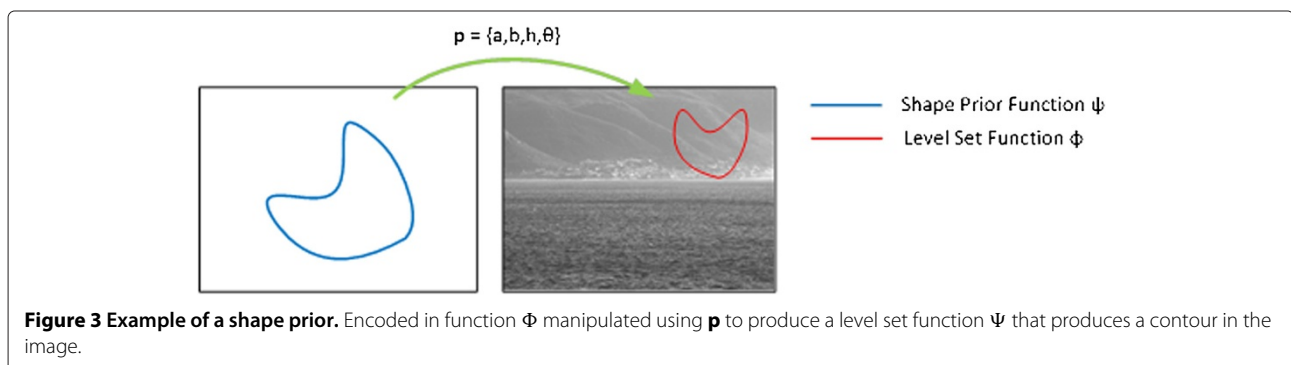 p = {a,b,h,θ}
Shape Prior Function ψ
Level Set Function ϕ
Figure 3 Example of a shape prior. Encoded in function Φ manipulated using p to produce a level set function Ψ that produces a contour in the
image.